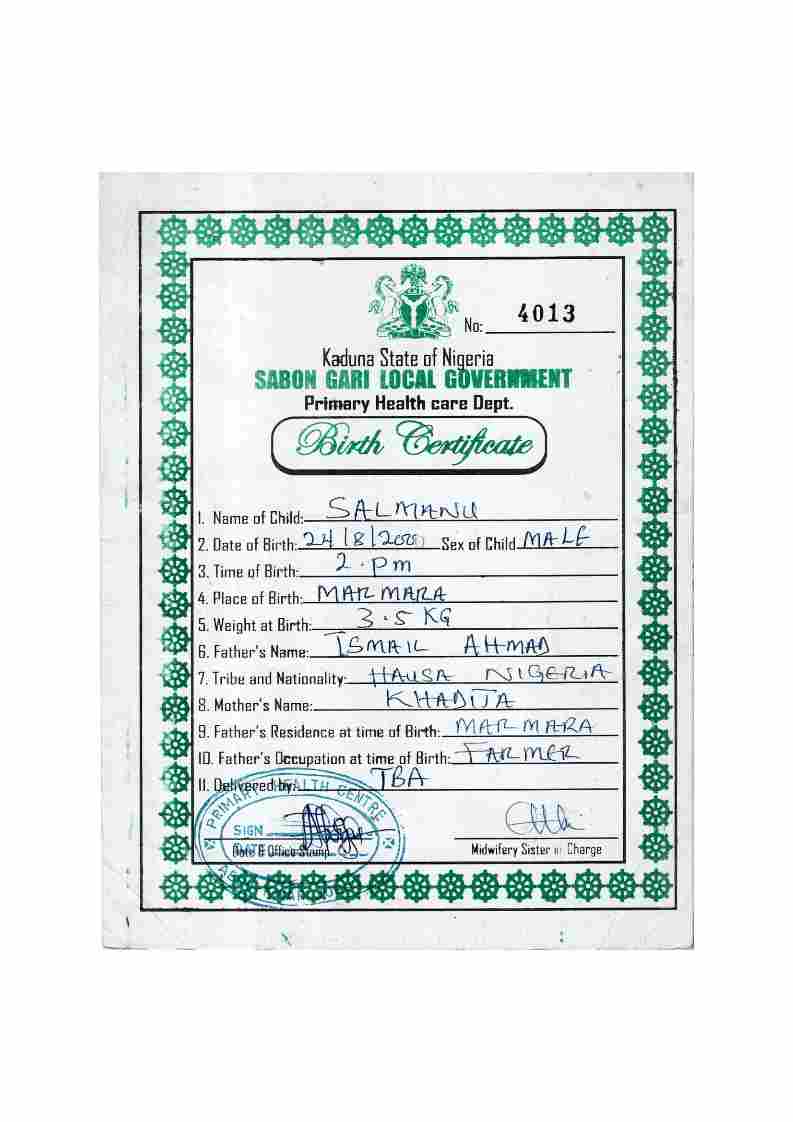 No: 4013
Kaduna State of Nigeria
SABON GARI LOCAL GOVERNMENT
Primary Health care Dept.
Birth Certificate
1. Name of Child: SALMANU
2. Date of Birth: 24/8/ Sex of Child MALE
3. Time of Birth: 2.pm
4. Place of Birth: MARMARA
5. Weight at Birth: 3.5 KG
6. Father's Name: ISMAIL AHMAD
7. Tribe and Nationality: HAUSA NIGERIA
8. Mother's Name: KHADIJA
9. Father's Residence at time of Birth: MARMARA
10. Father's Occupation at time of Birth: FARMER
11. Delivered by: TBA
PRIMARY HEALTH CENTRE
SIGN
DATE
Date & Office Stamp
Midwifery Sister in Charge